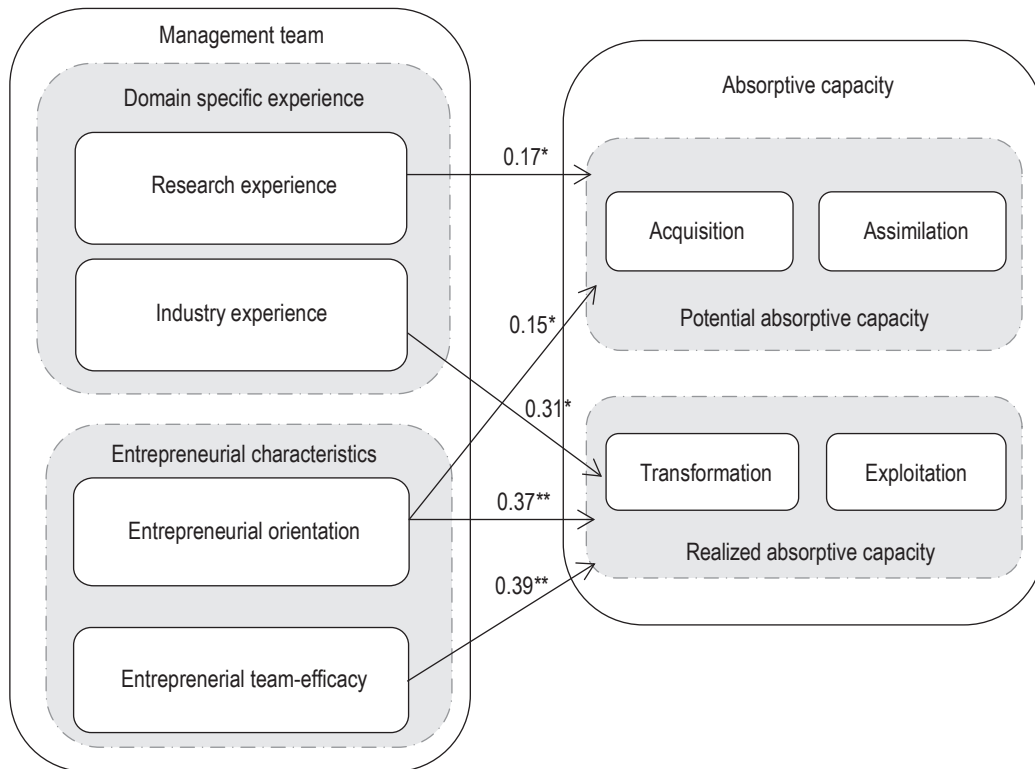 Management team
Domain specific experience
Research experience
Industry experience
Entrepreneurial characteristics
Entrepreneurial orientation
Entreprenerial team-efficacy
0.17*
0.15*
0.31*
0.37**
0.39**
Absorptive capacity
Acquisition
Assimilation
Potential absorptive capacity
Transformation
Exploitation
Realized absorptive capacity